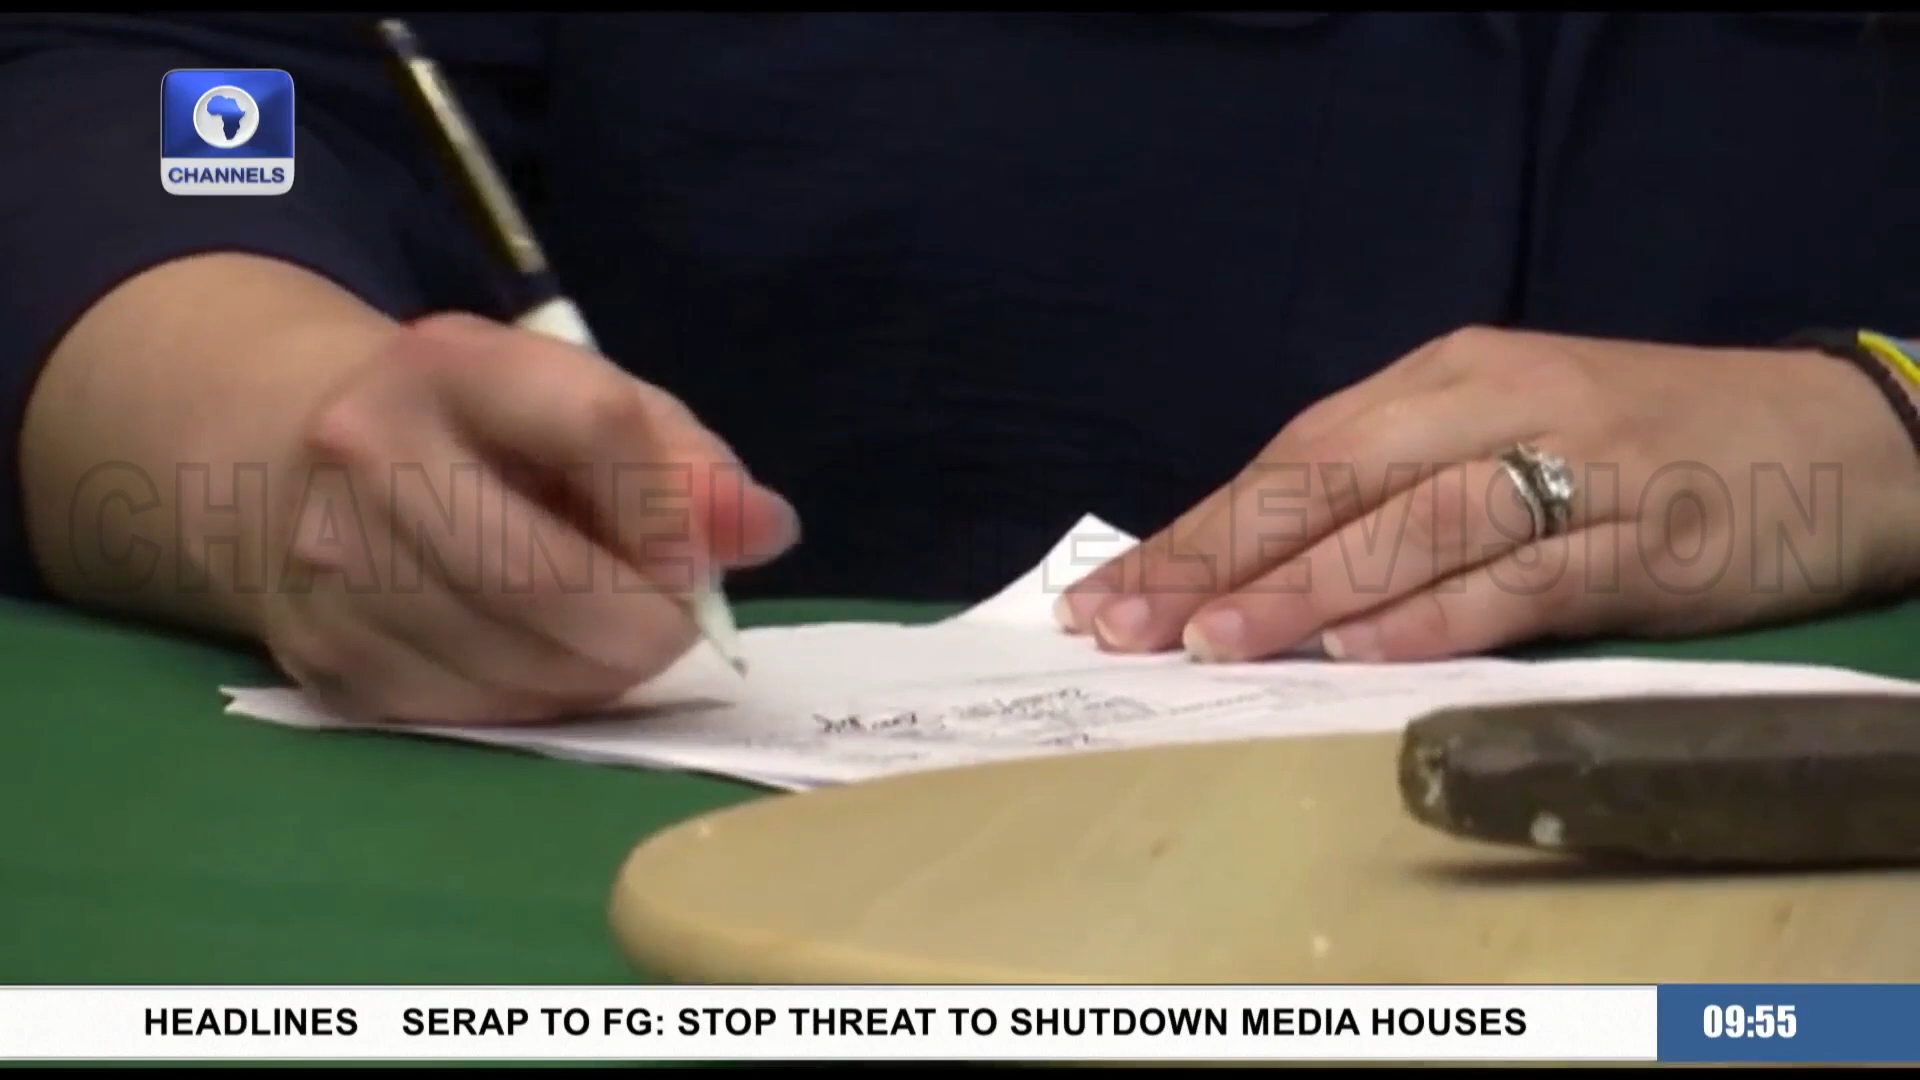 CHANNELS
CHANNELS TELEVISION
HEADLINES SERAP TO FG: STOP THREAT TO SHUTDOWN MEDIA HOUSES
09:55